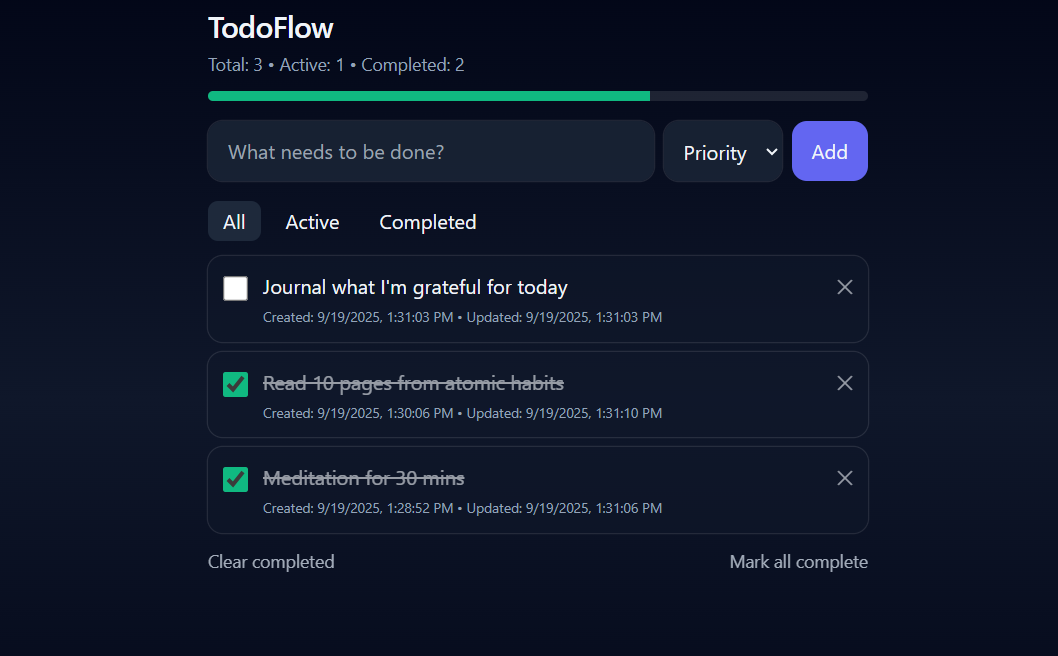 TodoFlow
Total: 3 • Active: 1 • Completed: 2
What needs to be done? Priority Add
All Active Completed
Journal what I'm grateful for today
Created: 9/19/2025, 1:31:03 PM • Updated: 9/19/2025, 1:31:03 PM
Read 10 pages from atomic habits
Created: 9/19/2025, 1:30:06 PM • Updated: 9/19/2025, 1:31:10 PM
Meditation for 30 mins
Created: 9/19/2025, 1:28:52 PM • Updated: 9/19/2025, 1:31:06 PM
Clear completed Mark all complete